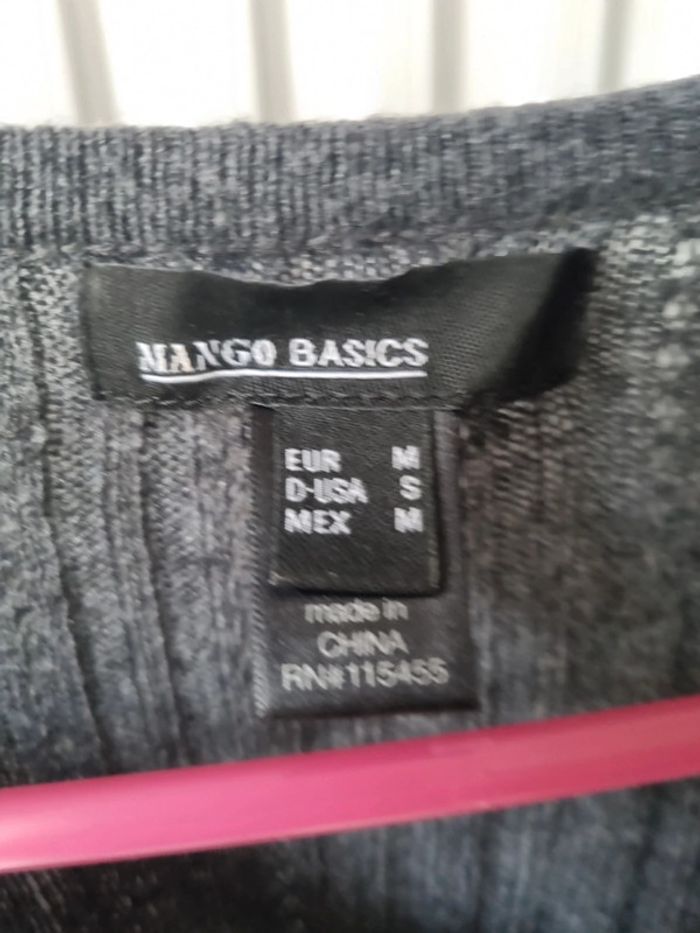 MANGO BASICS
EUR M
D-USA S
MEX M
made in
CHINA
RN#115455